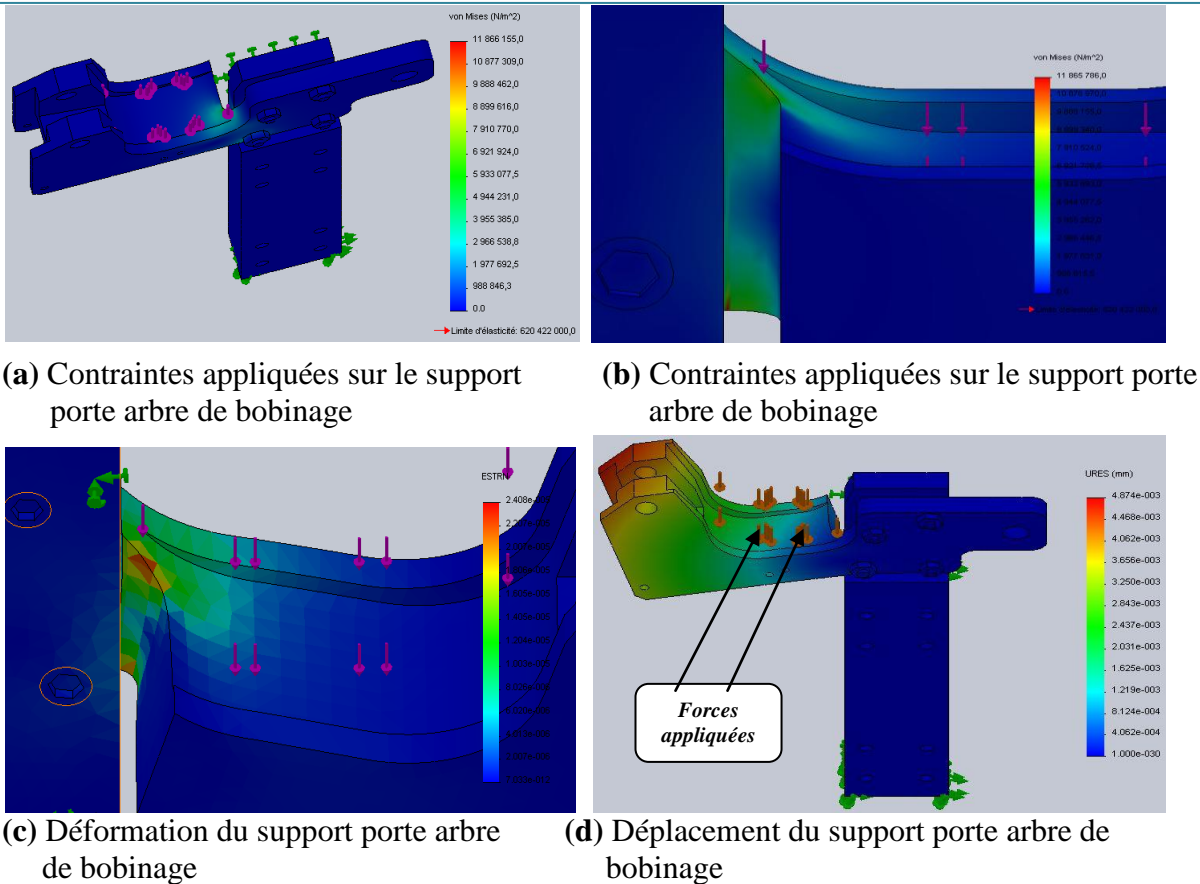 von Mises (N/m^2)
11 866 155,0
10 877 309,0
9 888 462,0
8 899 616,0
7 910 770,0
6 921 924,0
5 933 077,5
4 944 231,0
3 955 385,0
2 966 538,8
1 977 692,5
988 846,3
0.0
Limite d'élasticité: 620 422 000,0
von Mises (N/m^2)
11 865 786,0
0.0
(a) Contraintes appliquées sur le support
porte arbre de bobinage
(b) Contraintes appliquées sur le support porte
arbre de bobinage
ESTRN
URES (mm)
4.874e-003
4.468e-003
4.062e-003
3.656e-003
3.250e-003
2.843e-003
2.437e-003
2.031e-003
1.625e-003
1.219e-003
8.124e-004
4.062e-004
1.000e-030
Forces
appliquées
(c) Déformation du support porte arbre
de bobinage
(d) Déplacement du support porte arbre de
bobinage